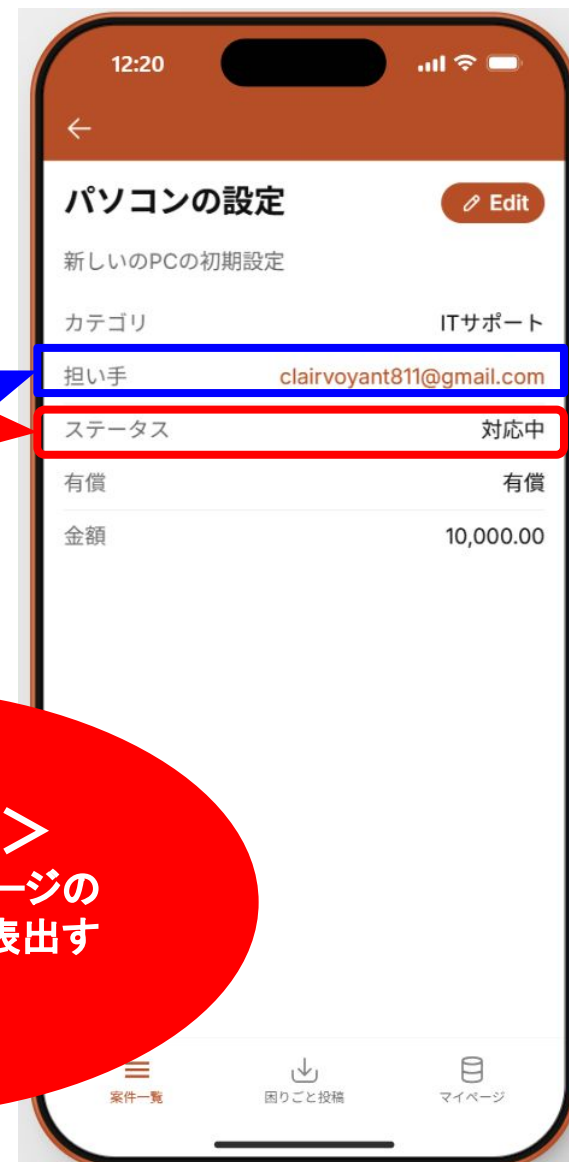 12:20
パソコンの設定
Edit
新しいのPCの初期設定
カテゴリ ITサポート
担い手 clairvoyant811@gmail.com
ステータス 対応中
有償 有償
金額 10,000.00
＞
ージの
表出す
案件一覧 困りごと投稿 マイページ